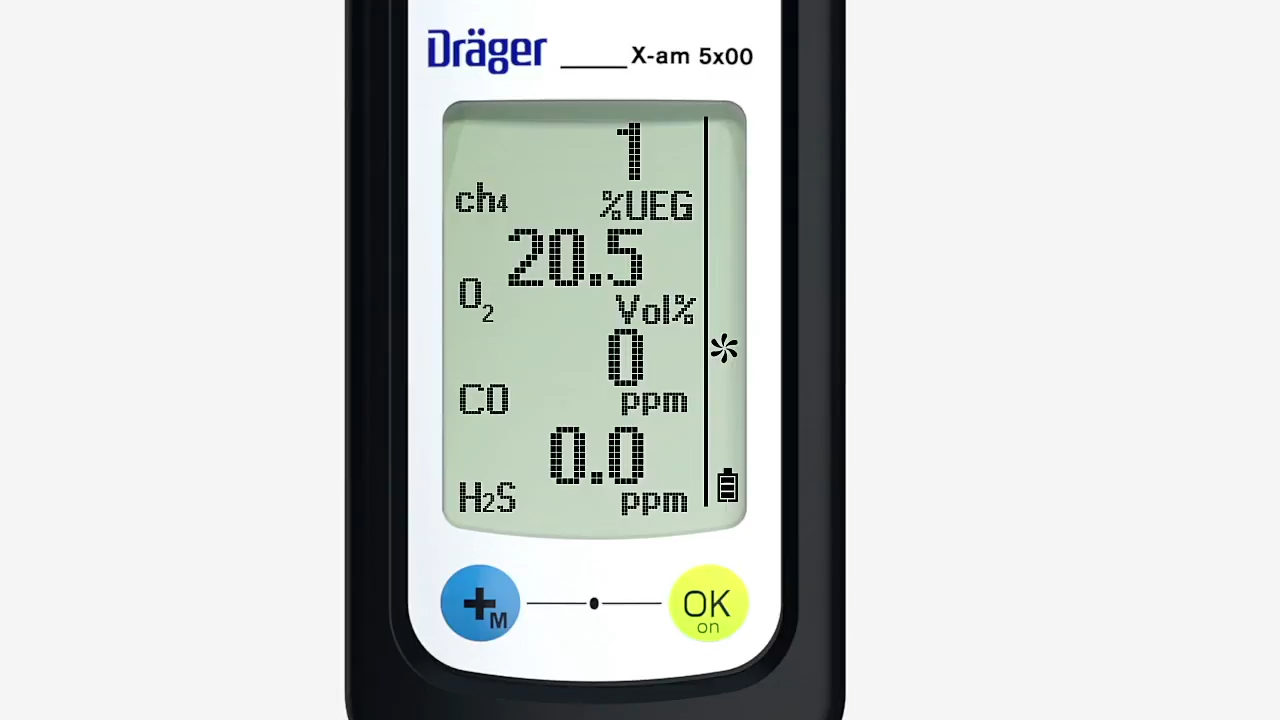 Dräger
X-am 5x00
1
ch4 %UEG
20.5
O2 Vol%
0
CO ppm
0.0
H2S ppm
+M
OK
on